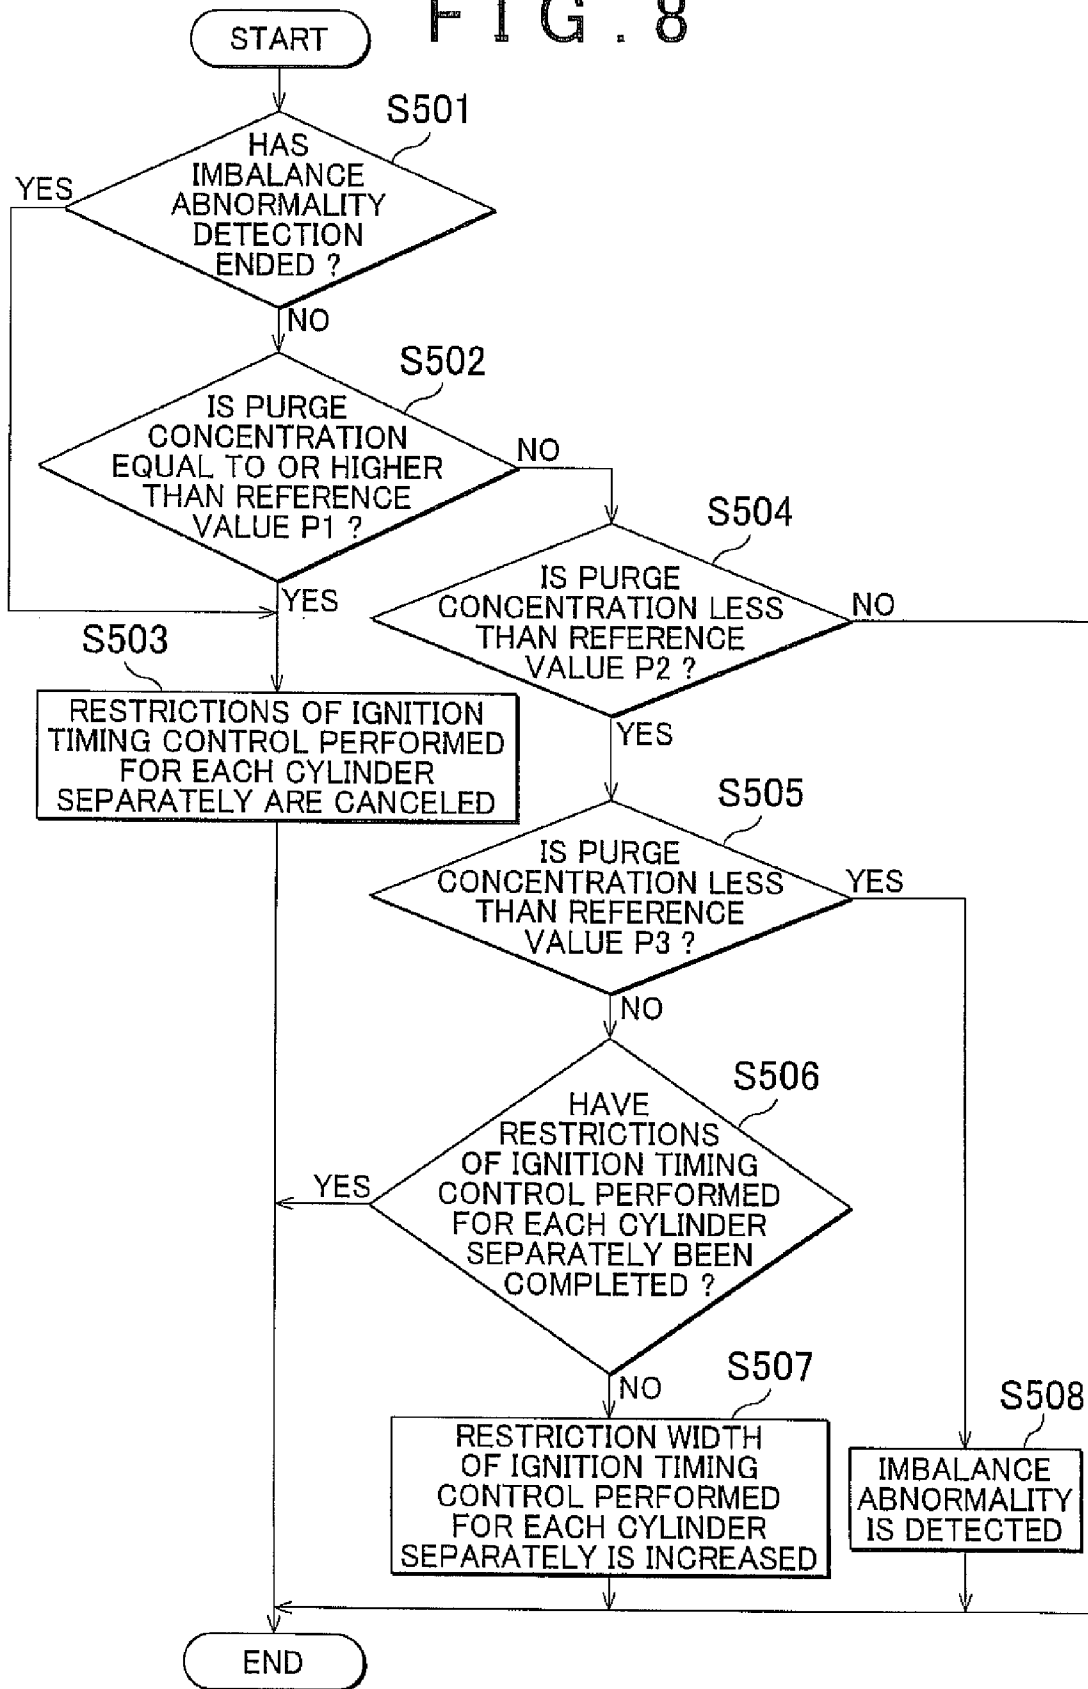 FIG. 8
START
S501
HAS
IMBALANCE
ABNORMALITY
DETECTION
ENDED ?
YES
NO
S502
IS PURGE
CONCENTRATION
EQUAL TO OR HIGHER
THAN REFERENCE
VALUE P1 ?
NO
YES
S503
RESTRICTIONS OF IGNITION
TIMING CONTROL PERFORMED
FOR EACH CYLINDER
SEPARATELY ARE CANCELED
S504
IS PURGE
CONCENTRATION LESS
THAN REFERENCE
VALUE P2 ?
NO
YES
S505
IS PURGE
CONCENTRATION LESS
THAN REFERENCE
VALUE P3 ?
YES
NO
S506
HAVE
RESTRICTIONS
OF IGNITION TIMING
CONTROL PERFORMED
FOR EACH CYLINDER
SEPARATELY BEEN
COMPLETED ?
YES
NO
S507
RESTRICTION WIDTH
OF IGNITION TIMING
CONTROL PERFORMED
FOR EACH CYLINDER
SEPARATELY IS INCREASED
S508
IMBALANCE
ABNORMALITY
IS DETECTED
END